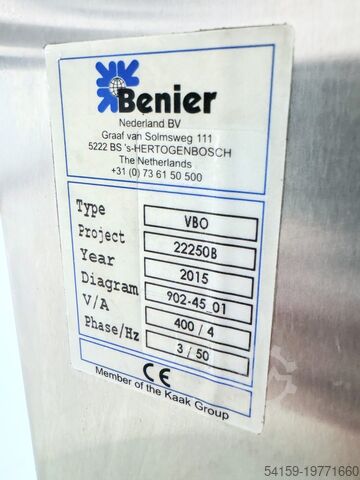 Benier
Nederland BV
Graaf van Solmsweg 111
5222 BS 's-HERTOGENBOSCH
The Netherlands
+31 (0) 73 61 50 500
Type VBO
Project 22250B
Year 2015
Diagram 902-45_01
V/A 400 / 4
Phase/Hz 3 / 50
CE
Member of the Kaak Group
54159-19771660